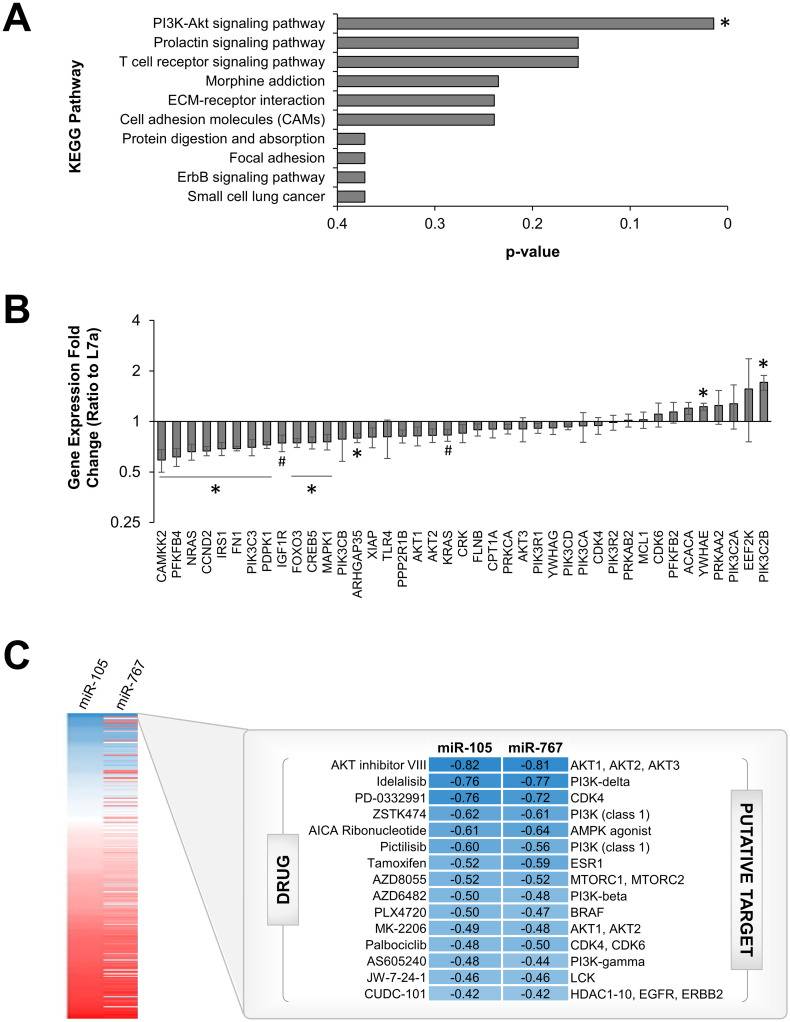 A
KEGG Pathway
PI3K-Akt signaling pathway *
Prolactin signaling pathway
T cell receptor signaling pathway
Morphine addiction
ECM-receptor interaction
Cell adhesion molecules (CAMs)
Protein digestion and absorption
Focal adhesion
ErbB signaling pathway
Small cell lung cancer
0.4 0.3 0.2 0.1 0
p-value
B
Gene Expression Fold
Change (Ratio to L7a)
4
2
1
0.5
0.25
* # * * # * *
CAMKK2
PFKFB4
NRAS
CCND2
IRS1
FN1
PIK3C3
PDPK1
IGF1R
FOXO3
CREB5
MAPK1
PIK3CB
ARHGAP35
XIAP
TLR4
PPP2R1B
AKT1
AKT2
KRAS
CRK
FLNB
CPT1A
PRKCA
AKT3
PIK3R1
YWHAG
PIK3CD
PIK3CA
CDK4
PIK3R2
PRKAB2
MCL1
CDK6
PFKFB2
ACACA
YWHAE
PRKAA2
PIK3C2A
EEF2K
PIK3C2B
C
miR-105
miR-767
miR-105 miR-767
DRUG
PUTATIVE TARGET
AKT inhibitor VIII -0.82 -0.81 AKT1, AKT2, AKT3
Idelalisib -0.76 -0.77 PI3K-delta
PD-0332991 -0.76 -0.72 CDK4
ZSTK474 -0.62 -0.61 PI3K (class 1)
AICA Ribonucleotide -0.61 -0.64 AMPK agonist
Pictilisib -0.60 -0.56 PI3K (class 1)
Tamoxifen -0.52 -0.59 ESR1
AZD8055 -0.52 -0.52 MTORC1, MTORC2
AZD6482 -0.50 -0.48 PI3K-beta
PLX4720 -0.50 -0.47 BRAF
MK-2206 -0.49 -0.48 AKT1, AKT2
Palbociclib -0.48 -0.50 CDK4, CDK6
AS605240 -0.48 -0.44 PI3K-gamma
JW-7-24-1 -0.46 -0.46 LCK
CUDC-101 -0.42 -0.42 HDAC1-10, EGFR, ERBB2